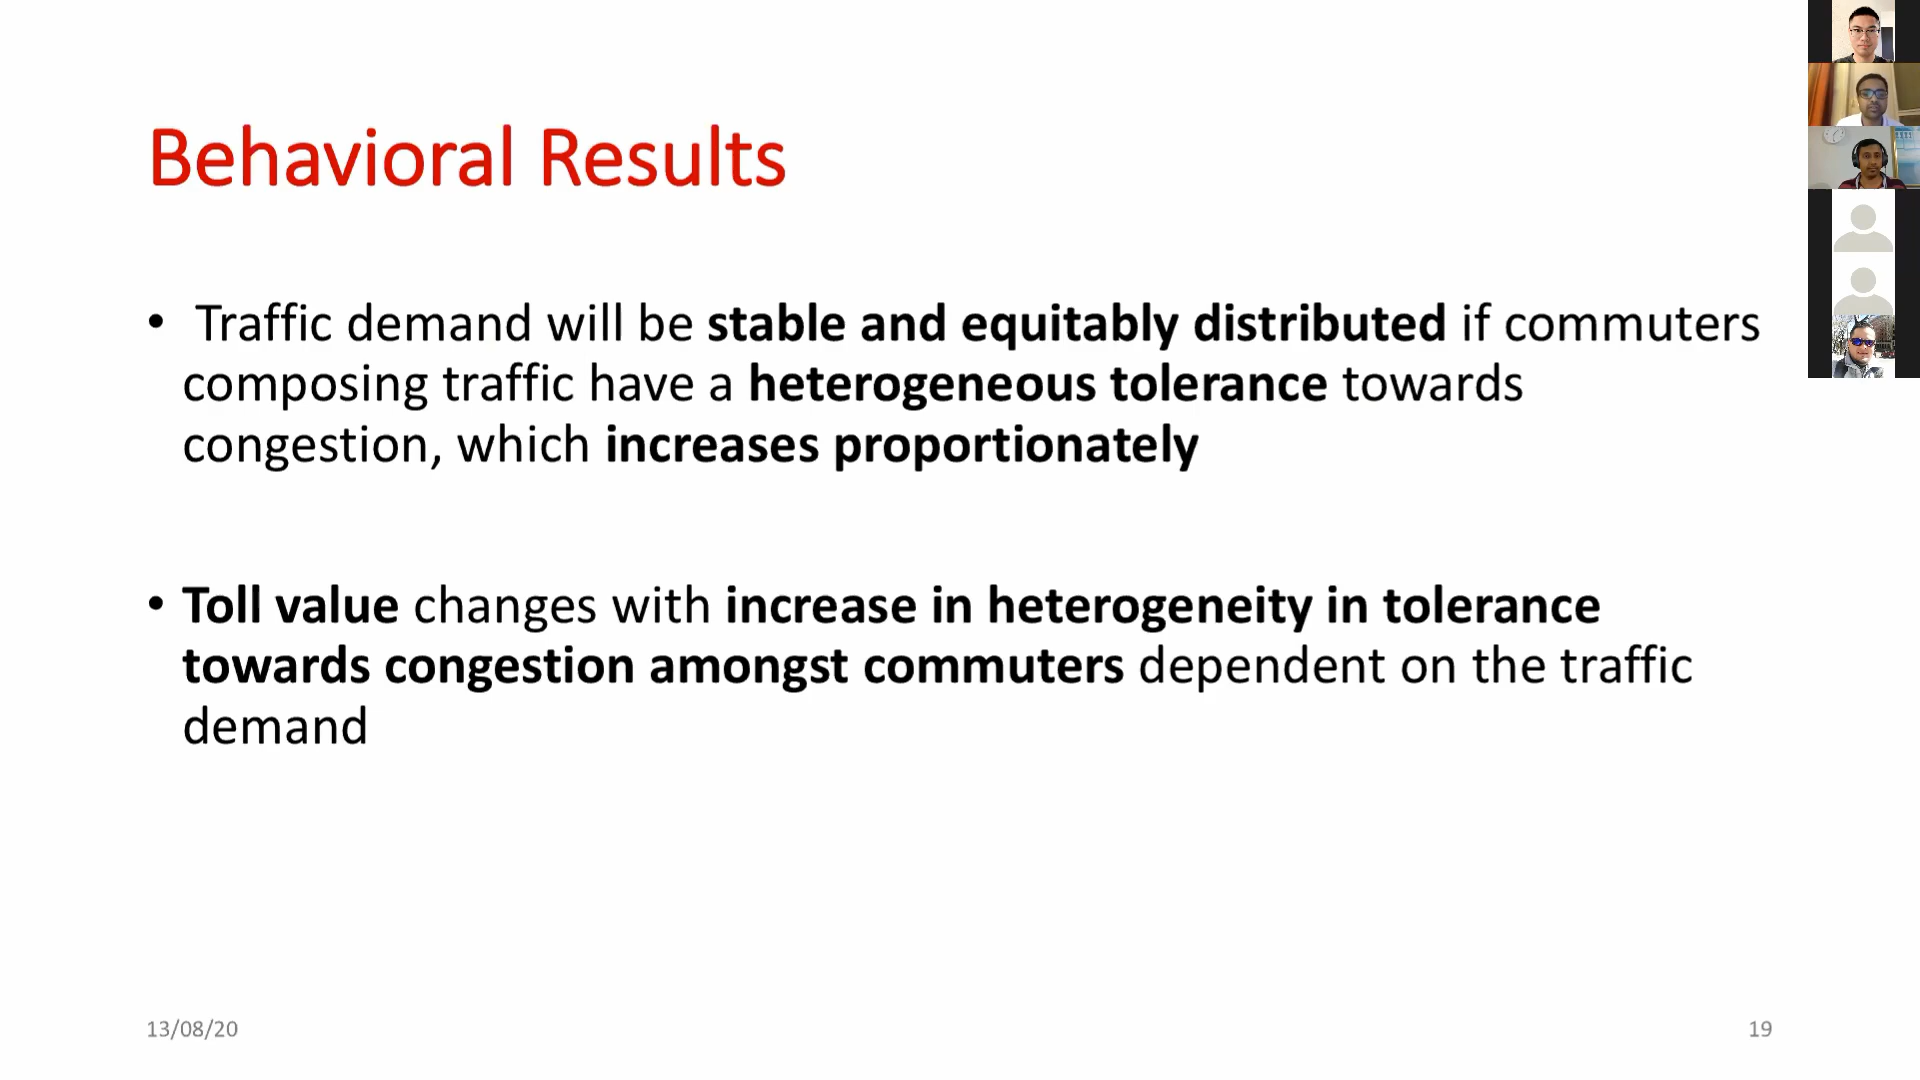 Behavioral Results
• Traffic demand will be stable and equitably distributed if commuters
composing traffic have a heterogeneous tolerance towards
congestion, which increases proportionately
• Toll value changes with increase in heterogeneity in tolerance
towards congestion amongst commuters dependent on the traffic
demand
13/08/20
19